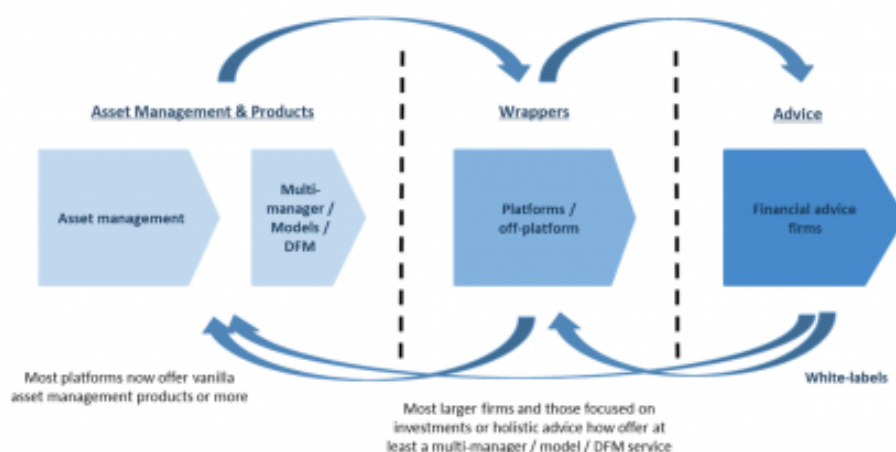 Asset Management & Products
Wrappers
Advice
Asset management
Multi-
manager /
Models /
DFM
Platforms /
off-platform
Financial advice
firms
Most platforms now offer vanilla
asset management products or more
Most larger firms and those focused on
investments or holistic advice how offer at
least a multi-manager / model / DFM service
White-labels